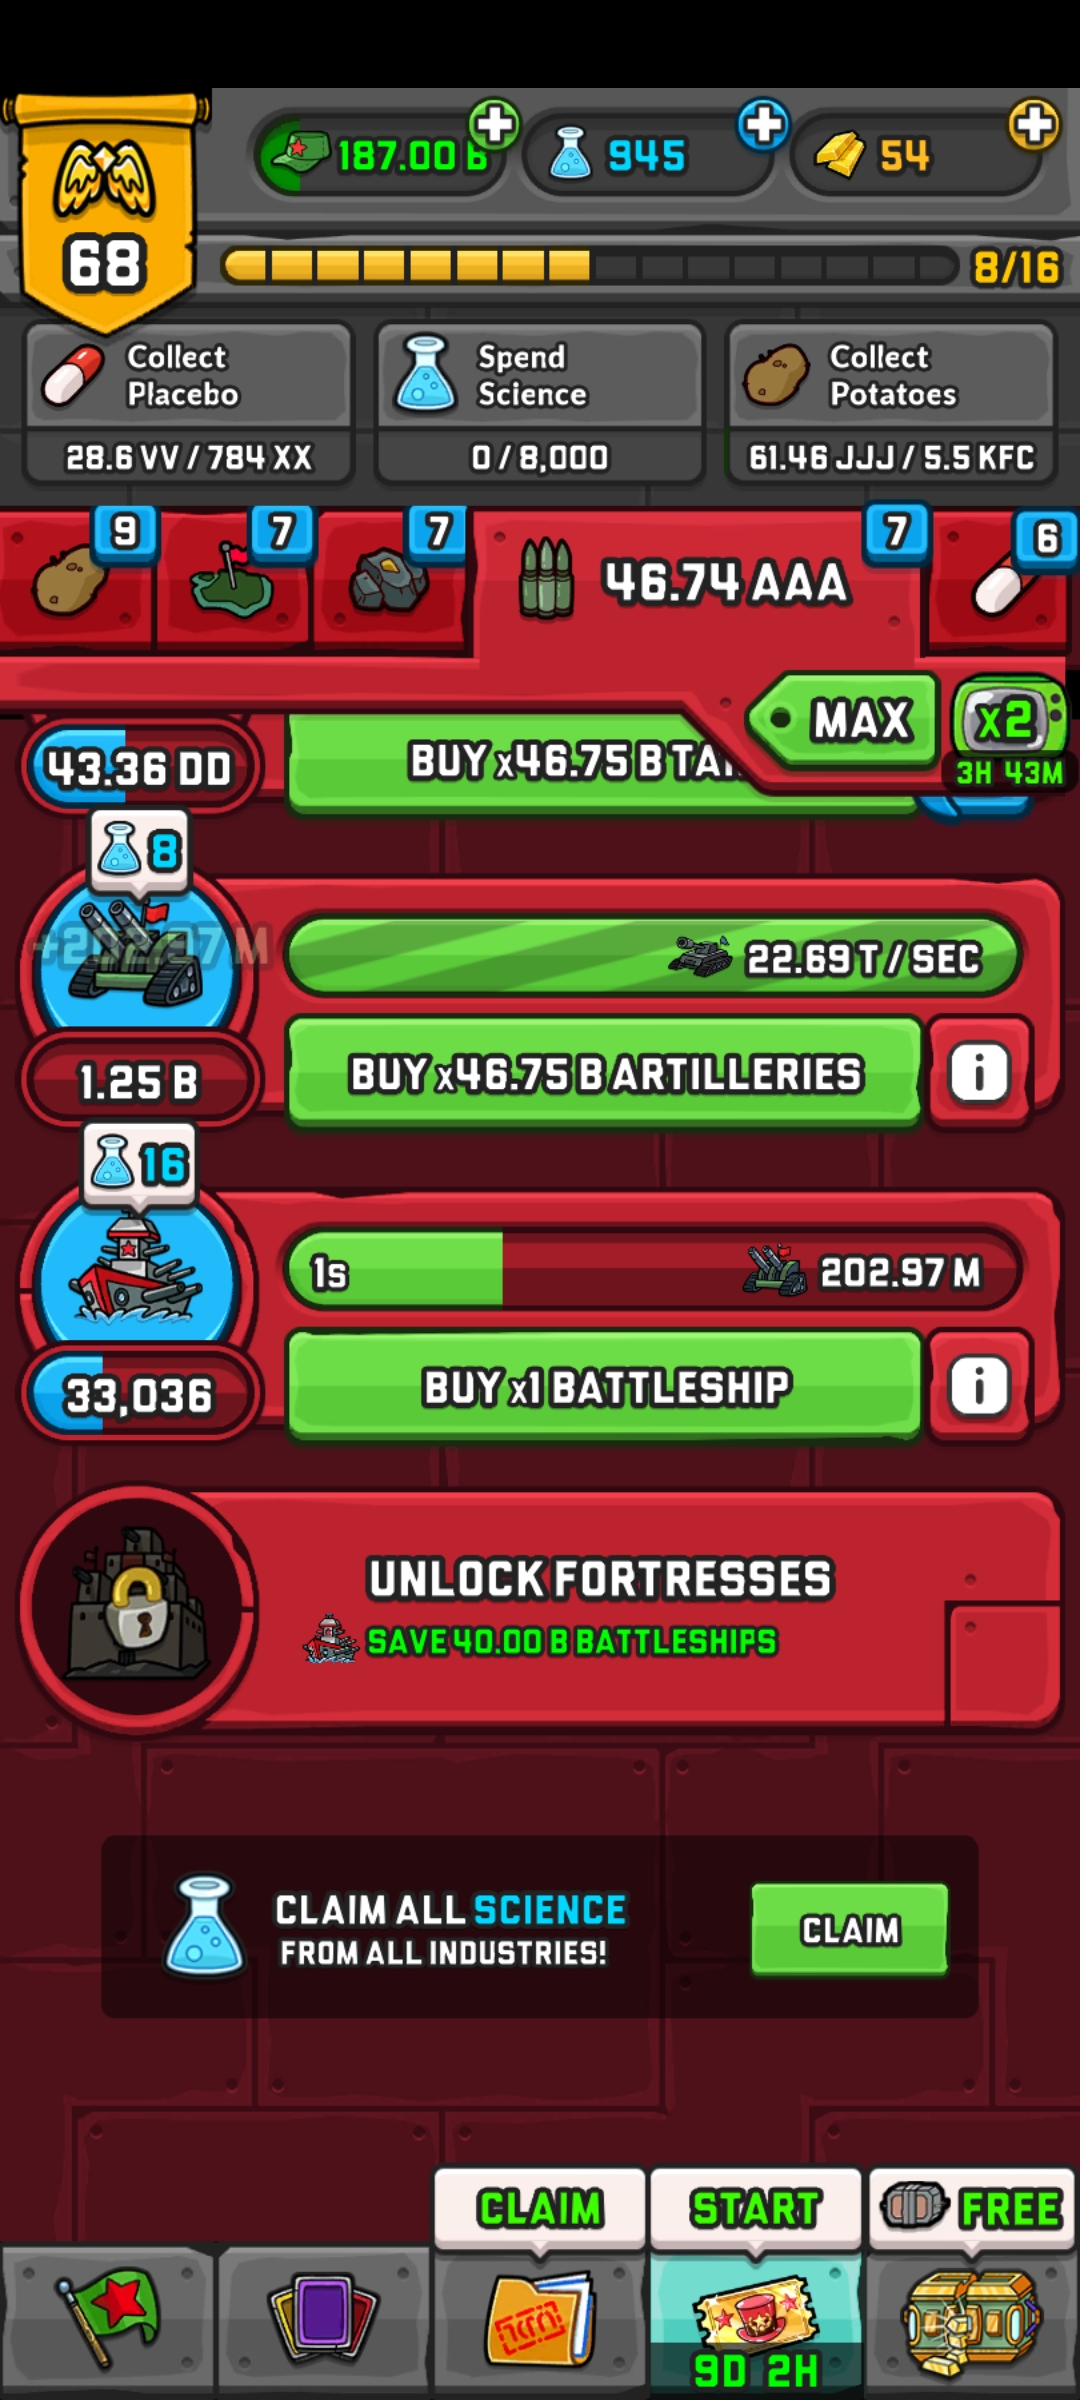 187.00 B
945
54
68
8/16
Collect
Placebo
28.6 VV / 784 XX
Spend
Science
0 / 8,000
Collect
Potatoes
61.46 JJJ / 5.5 KFC
9
7
7
46.74 AAA
7
6
MAX
x2
3H 43M
43.36 DD
BUY x46.75 B TA
8
22.69 T / SEC
1.25 B
BUY x46.75 B ARTILLERIES
i
16
1s
202.97 M
33,036
BUY x1 BATTLESHIP
i
UNLOCK FORTRESSES
SAVE 40.00 B BATTLESHIPS
CLAIM ALL SCIENCE
FROM ALL INDUSTRIES!
CLAIM
CLAIM
START
FREE
9D 2H